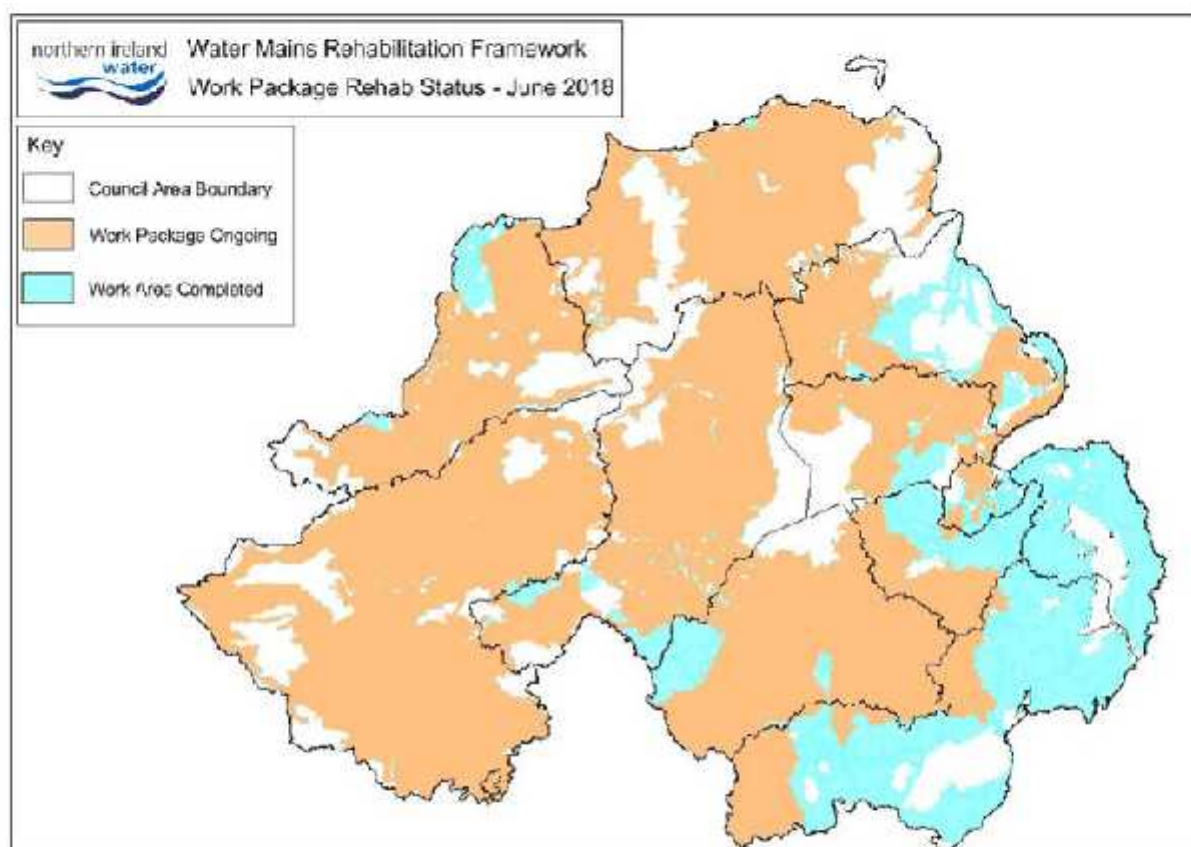 northern ireland
water
Water Mains Rehabilitation Framework
Work Package Rehab Status - June 2018
Key
Council Area Boundary
Work Package Ongoing
Work Area Completed